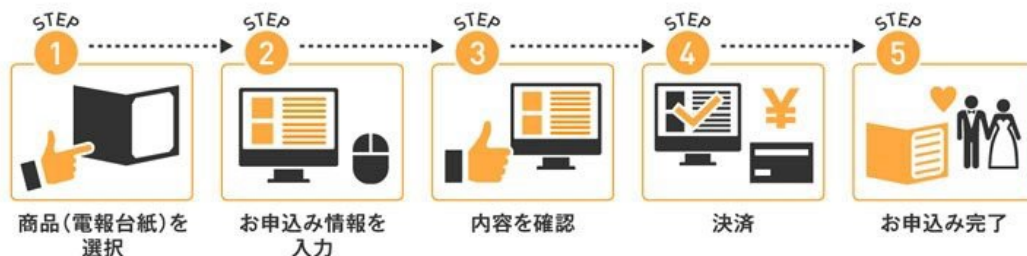 STEP
1
STEP
2
STEP
3
STEP
4
STEP
5
¥
商品(電報台紙)を
選択
お申込み情報を
入力
内容を確認
決済
お申込み完了